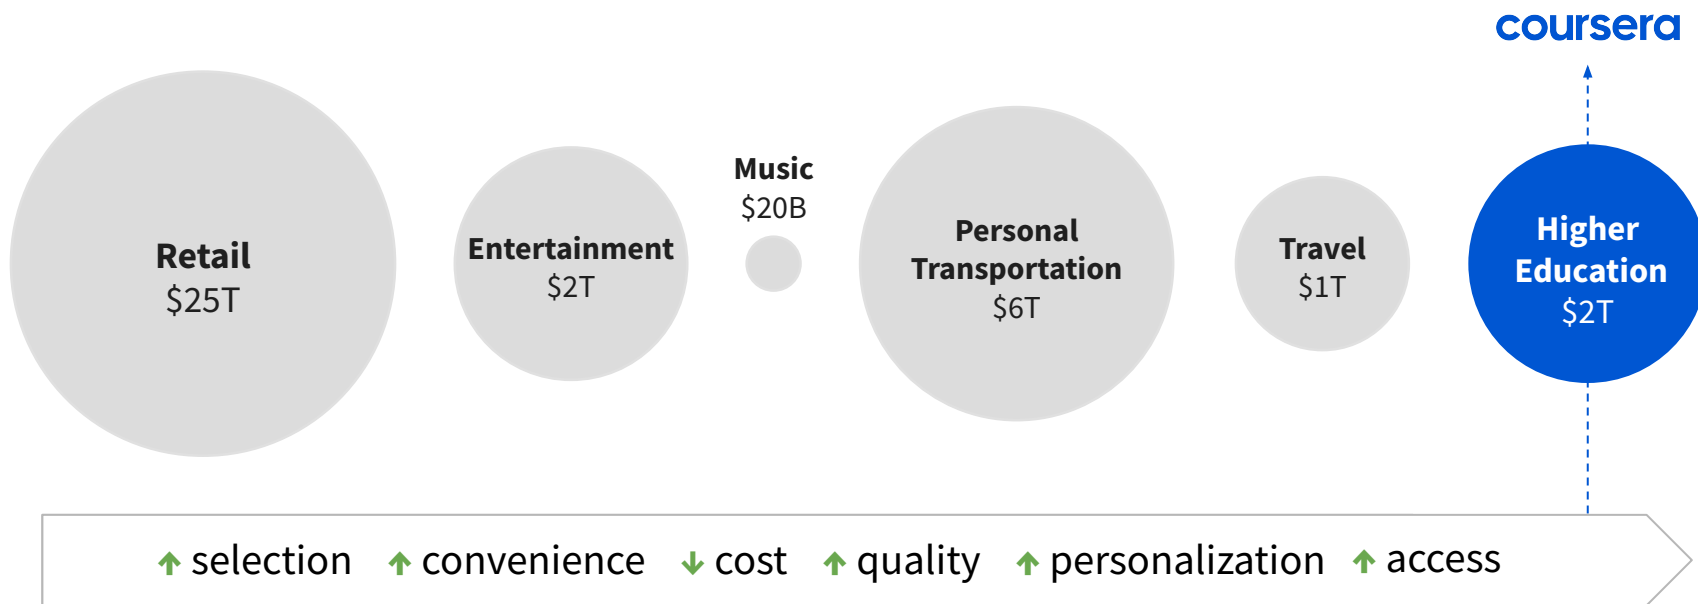 coursera
Retail
$25T
Entertainment
$2T
Music
$20B
Personal
Transportation
$6T
Travel
$1T
Higher
Education
$2T
↑ selection ↑ convenience ↓ cost ↑ quality ↑ personalization ↑ access